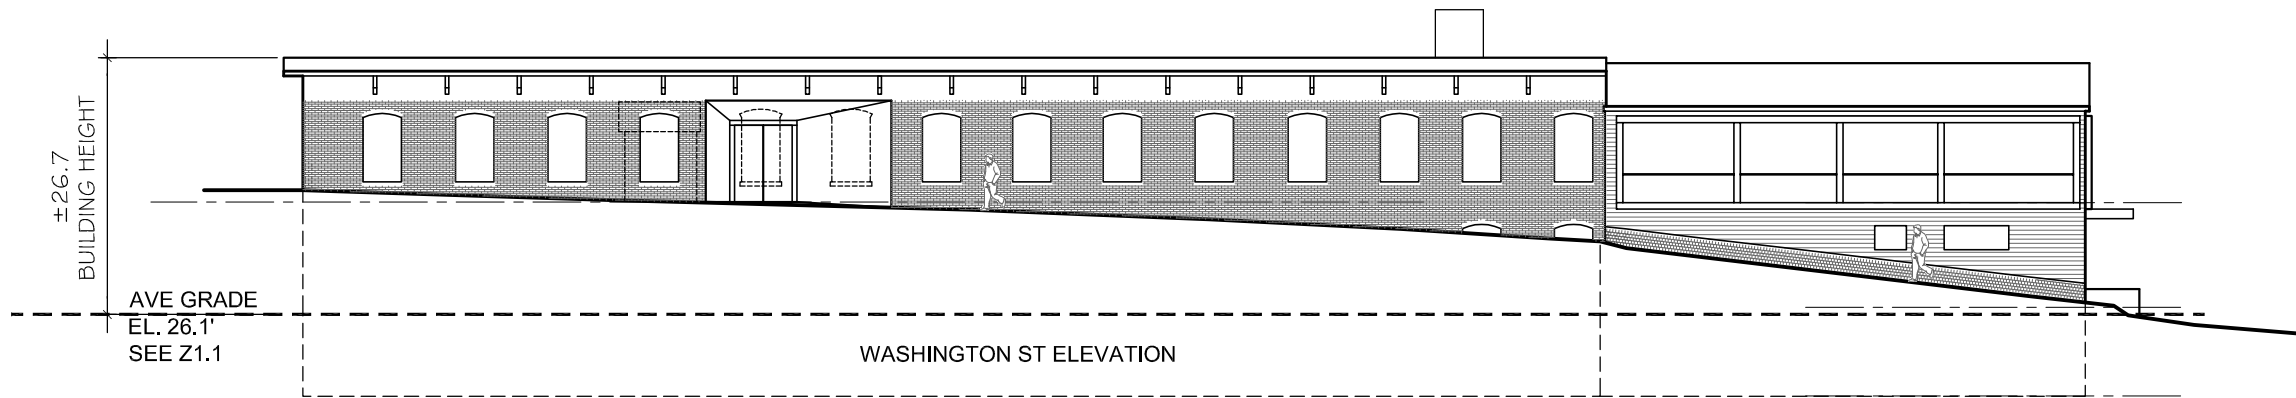 ±26.7
BUILDING HEIGHT
AVE GRADE
EL. 26.1'
SEE Z1.1
WASHINGTON ST ELEVATION